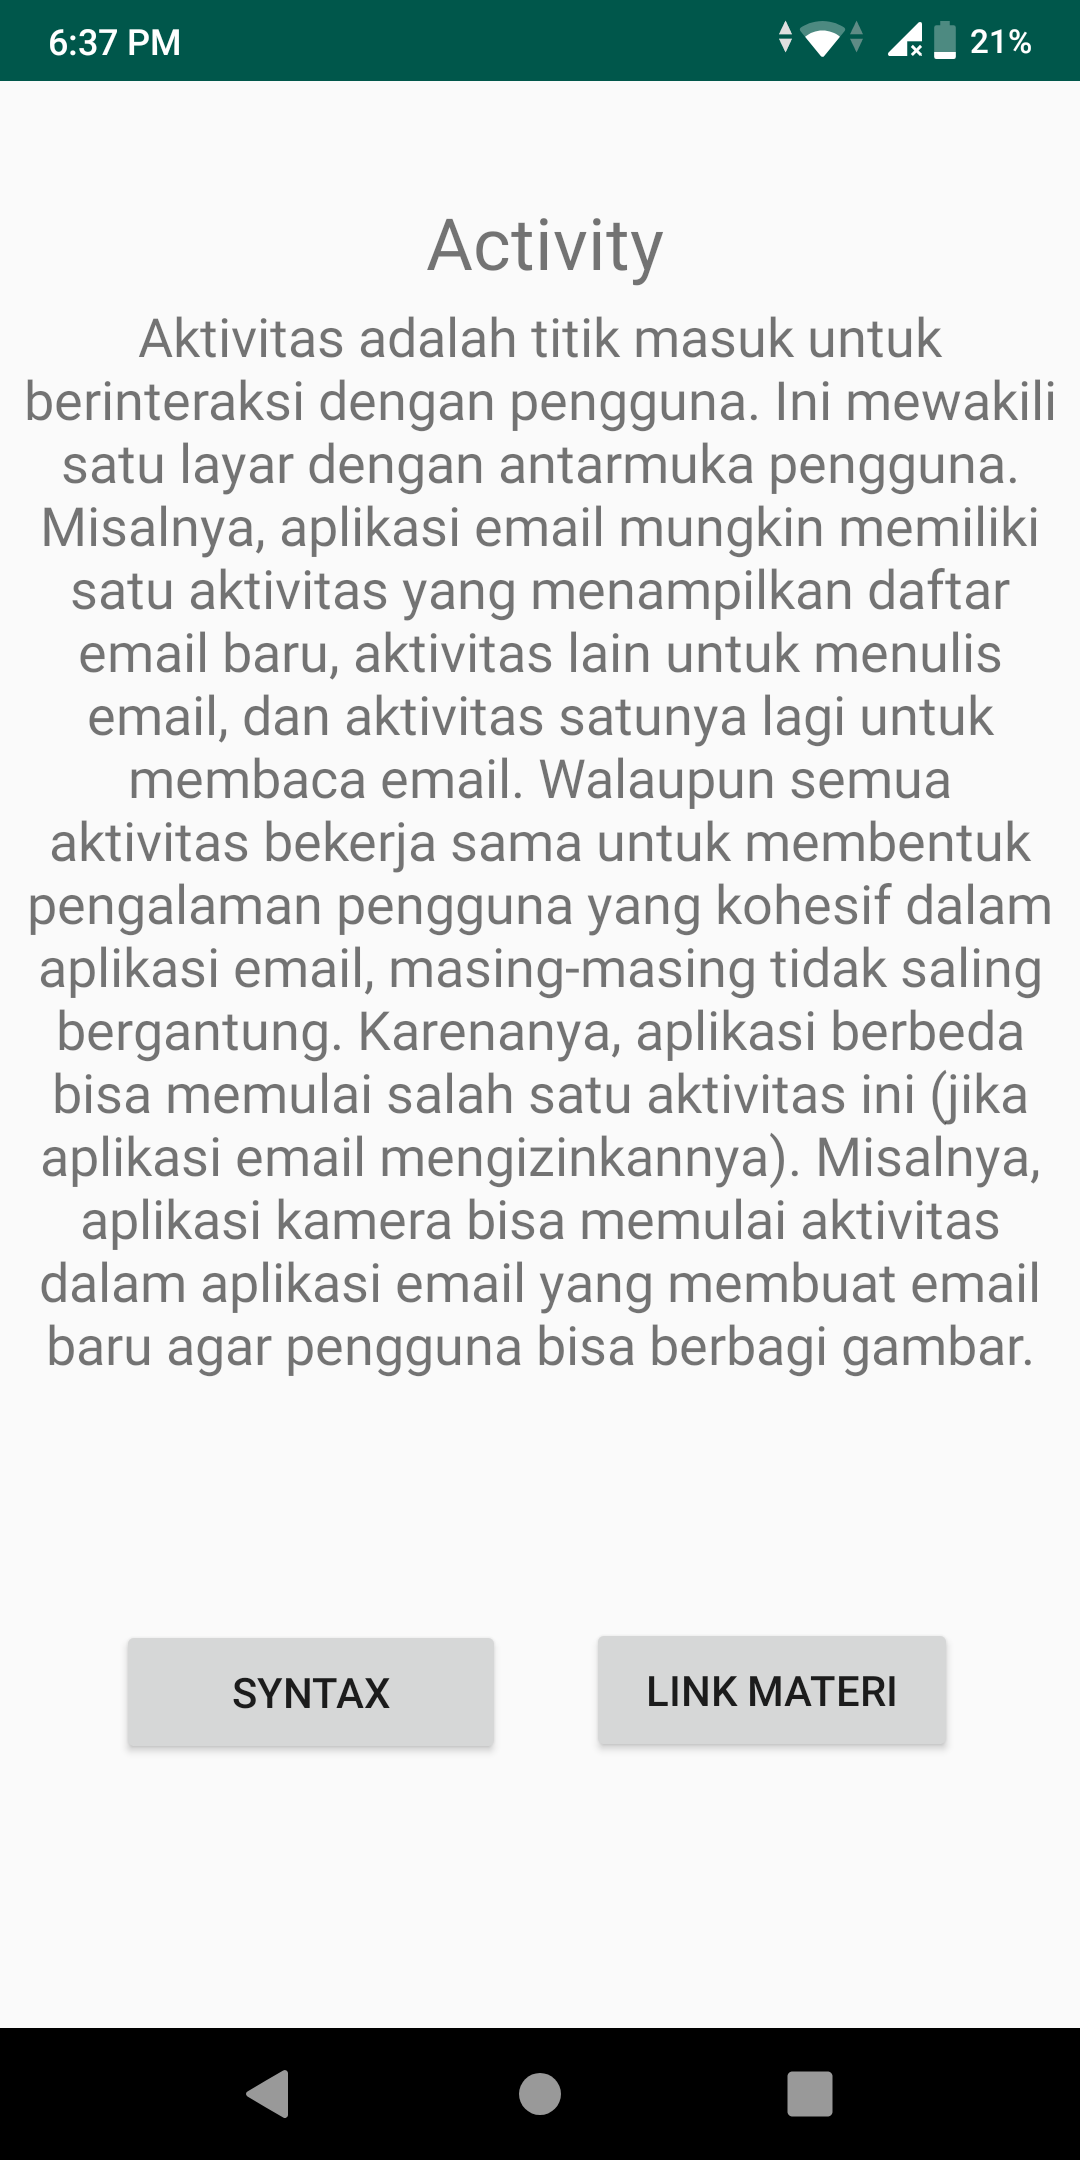 6:37 PM
21%
Activity
Aktivitas adalah titik masuk untuk
berinteraksi dengan pengguna. Ini mewakili
satu layar dengan antarmuka pengguna.
Misalnya, aplikasi email mungkin memiliki
satu aktivitas yang menampilkan daftar
email baru, aktivitas lain untuk menulis
email, dan aktivitas satunya lagi untuk
membaca email. Walaupun semua
aktivitas bekerja sama untuk membentuk
pengalaman pengguna yang kohesif dalam
aplikasi email, masing-masing tidak saling
bergantung. Karenanya, aplikasi berbeda
bisa memulai salah satu aktivitas ini (jika
aplikasi email mengizinkannya). Misalnya,
aplikasi kamera bisa memulai aktivitas
dalam aplikasi email yang membuat email
baru agar pengguna bisa berbagi gambar.
SYNTAX
LINK MATERI